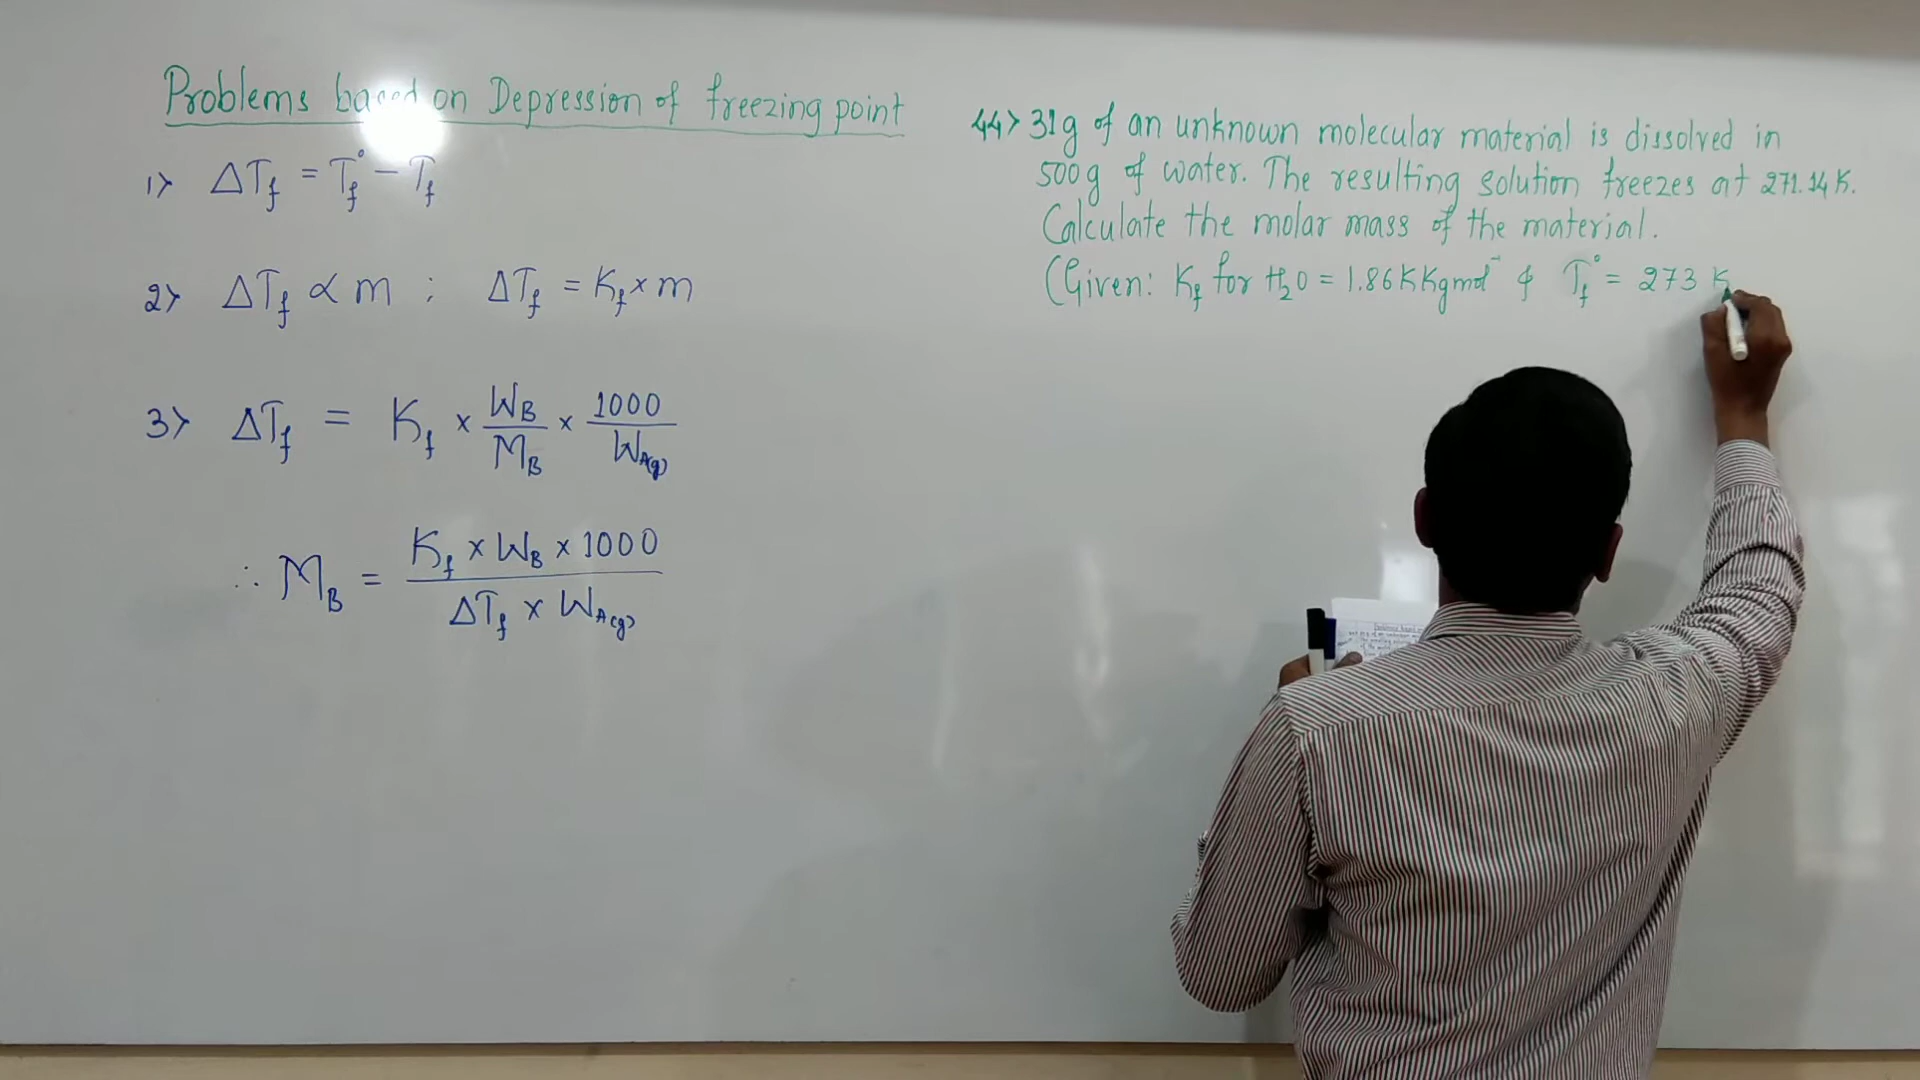 Problems based on Depression of freezing point
1> ΔTf = Tf° − Tf
2> ΔTf ∝ m ; ΔTf = Kf × m
3> ΔTf = Kf × WB/MB × 1000/WA(g)
∴ MB = Kf × WB × 1000 / ΔTf × WA(g)
44> 31g of an unknown molecular material is dissolved in
500g of water. The resulting solution freezes at 271.14 K.
Calculate the molar mass of the material.
(Given: Kf for H2O = 1.86 K Kg mol⁻ & Tf° = 273 K